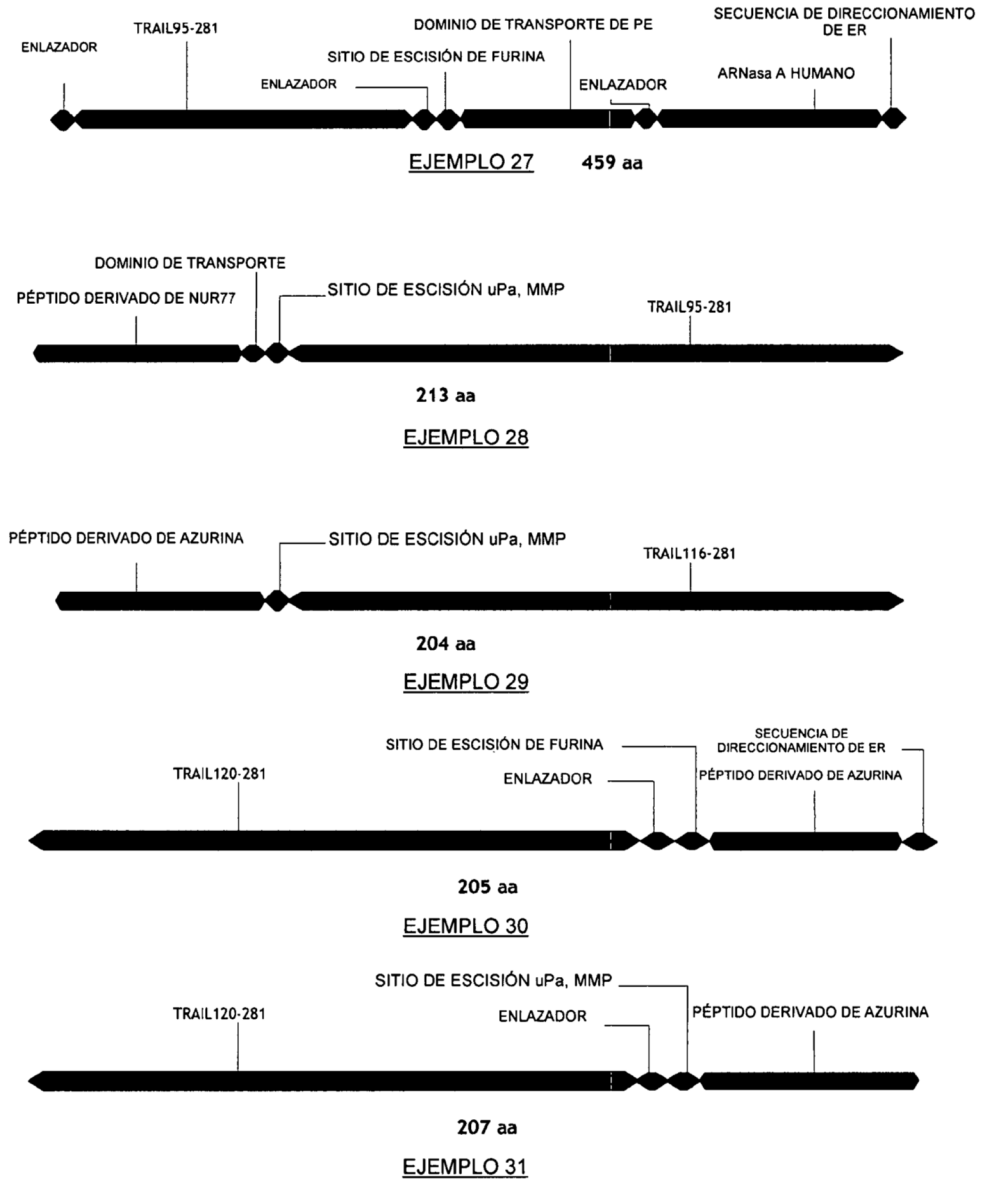 SECUENCIA DE DIRECCIONAMIENTO
DE ER
DOMINIO DE TRANSPORTE DE PE
TRAIL95-281
ENLAZADOR
SITIO DE ESCISIÓN DE FURINA
ENLAZADOR
ENLAZADOR
ARNasa A HUMANO
EJEMPLO 27 459 aa
DOMINIO DE TRANSPORTE
PÉPTIDO DERIVADO DE NUR77
SITIO DE ESCISIÓN uPa, MMP
TRAIL95-281
213 aa
EJEMPLO 28
PÉPTIDO DERIVADO DE AZURINA
SITIO DE ESCISIÓN uPa, MMP
TRAIL116-281
204 aa
EJEMPLO 29
SITIO DE ESCISIÓN DE FURINA
SECUENCIA DE
DIRECCIONAMIENTO DE ER
TRAIL120-281
ENLAZADOR
PÉPTIDO DERIVADO DE AZURINA
205 aa
EJEMPLO 30
SITIO DE ESCISIÓN uPa, MMP
TRAIL120-281
ENLAZADOR
PÉPTIDO DERIVADO DE AZURINA
207 aa
EJEMPLO 31